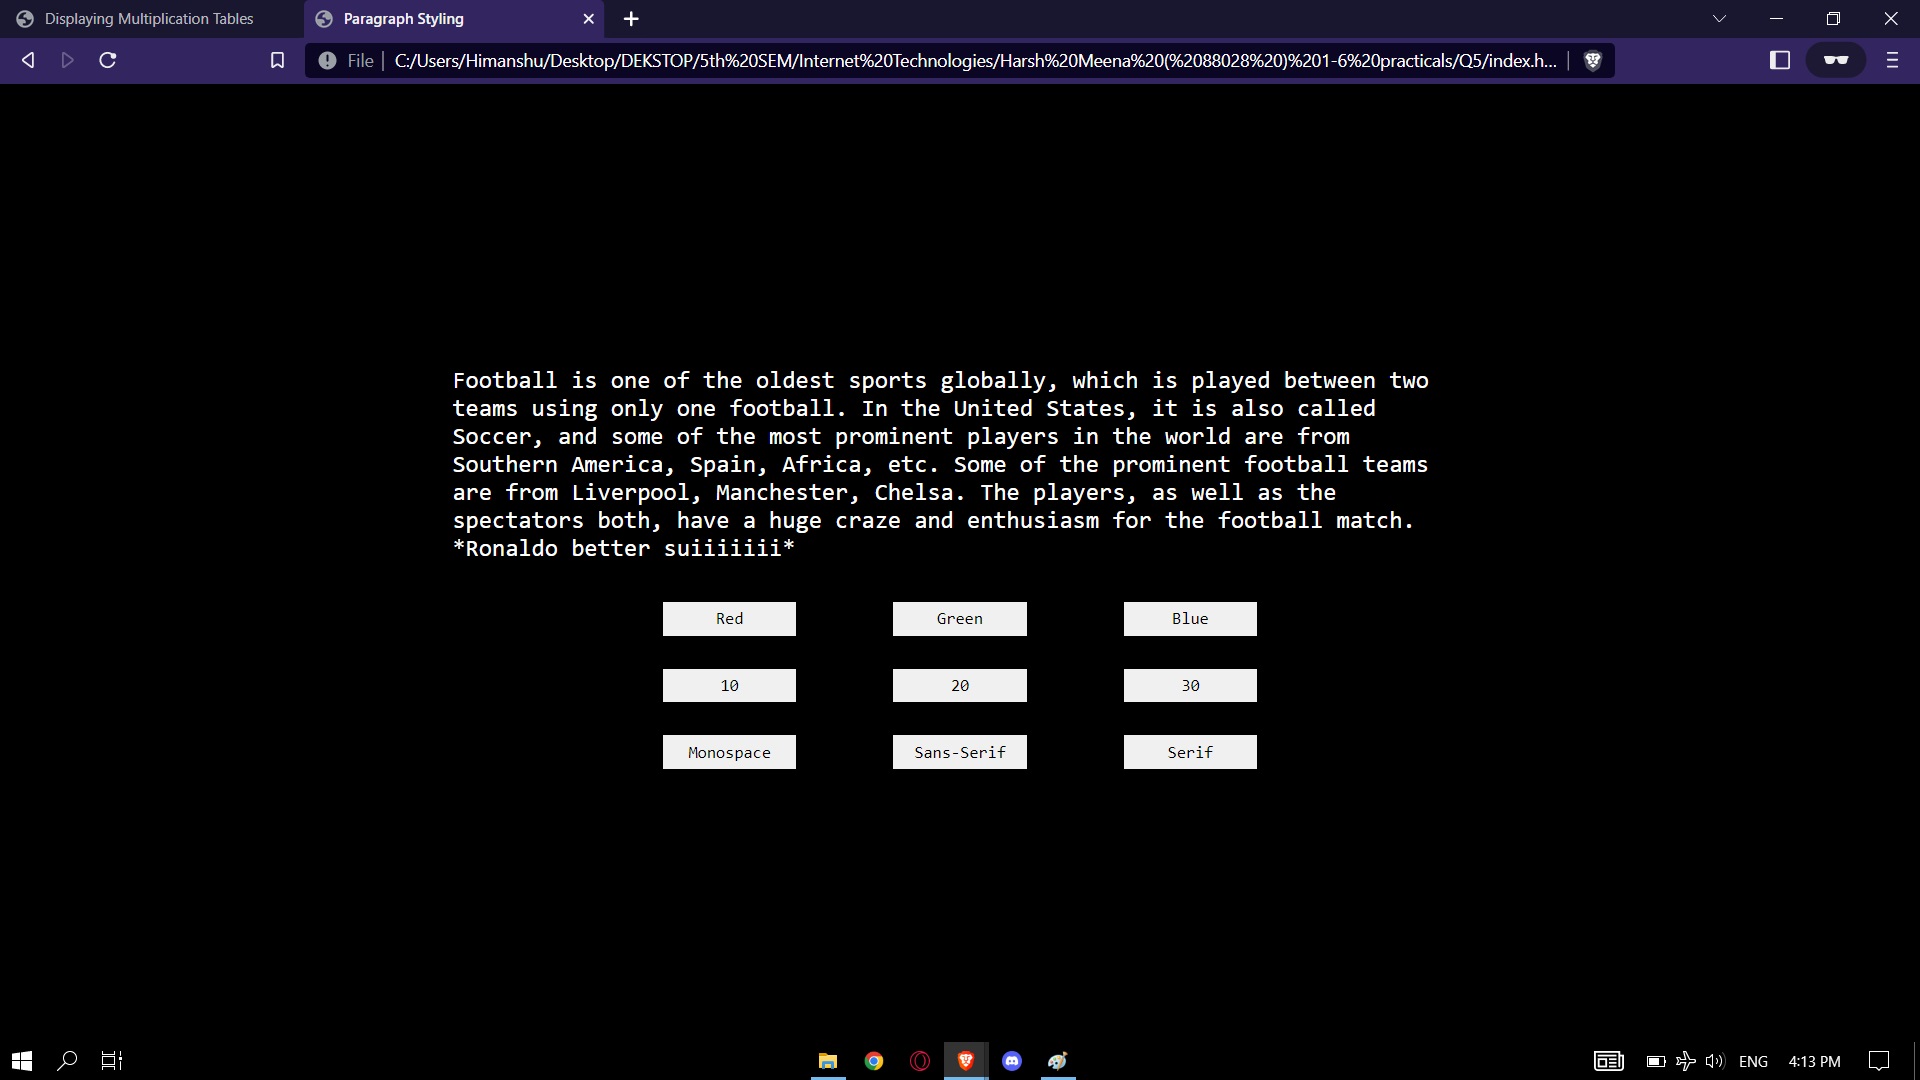 Displaying Multiplication Tables
Paragraph Styling
File
C:/Users/Himanshu/Desktop/DEKSTOP/5th%20SEM/Internet%20Technologies/Harsh%20Meena%20(%2088028%20)%201-6%20practicals/Q5/index.h...
Football is one of the oldest sports globally, which is played between two
teams using only one football. In the United States, it is also called
Soccer, and some of the most prominent players in the world are from
Southern America, Spain, Africa, etc. Some of the prominent football teams
are from Liverpool, Manchester, Chelsa. The players, as well as the
spectators both, have a huge craze and enthusiasm for the football match.
*Ronaldo better suiiiiiii*
Red Green Blue
10 20 30
Monospace Sans-Serif Serif
ENG 4:13 PM